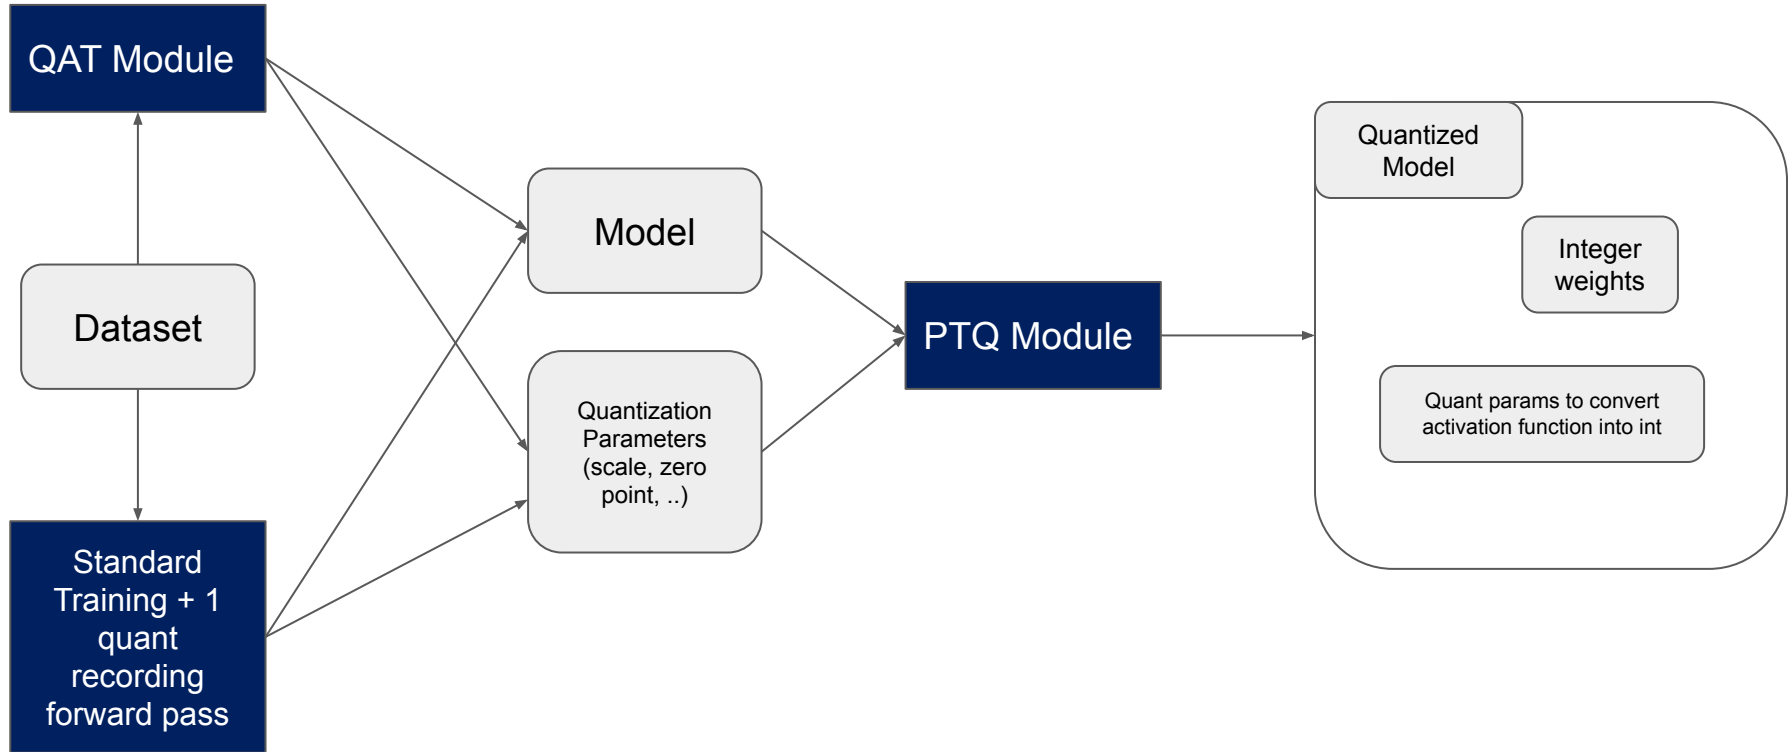 QAT Module
Dataset
Standard
Training + 1
quant
recording
forward pass
Model
Quantization
Parameters
(scale, zero
point, ..)
PTQ Module
Quantized
Model
Integer
weights
Quant params to convert
activation function into int